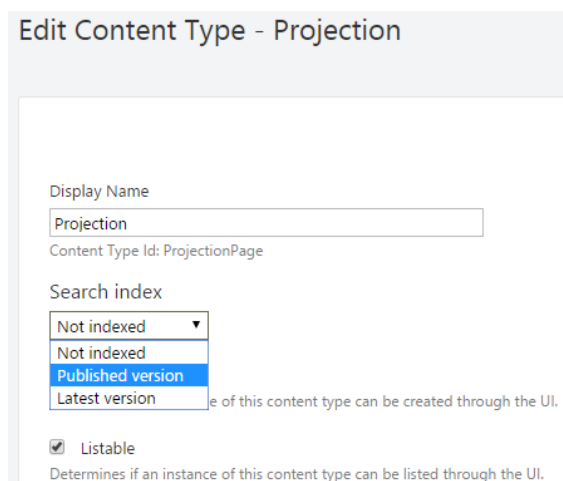 Edit Content Type - Projection
Display Name
Projection
Content Type Id: ProjectionPage
Search index
Not indexed
Not indexed
Published version
Latest version
e of this content type can be created through the UI.
Listable
Determines if an instance of this content type can be listed through the UI.